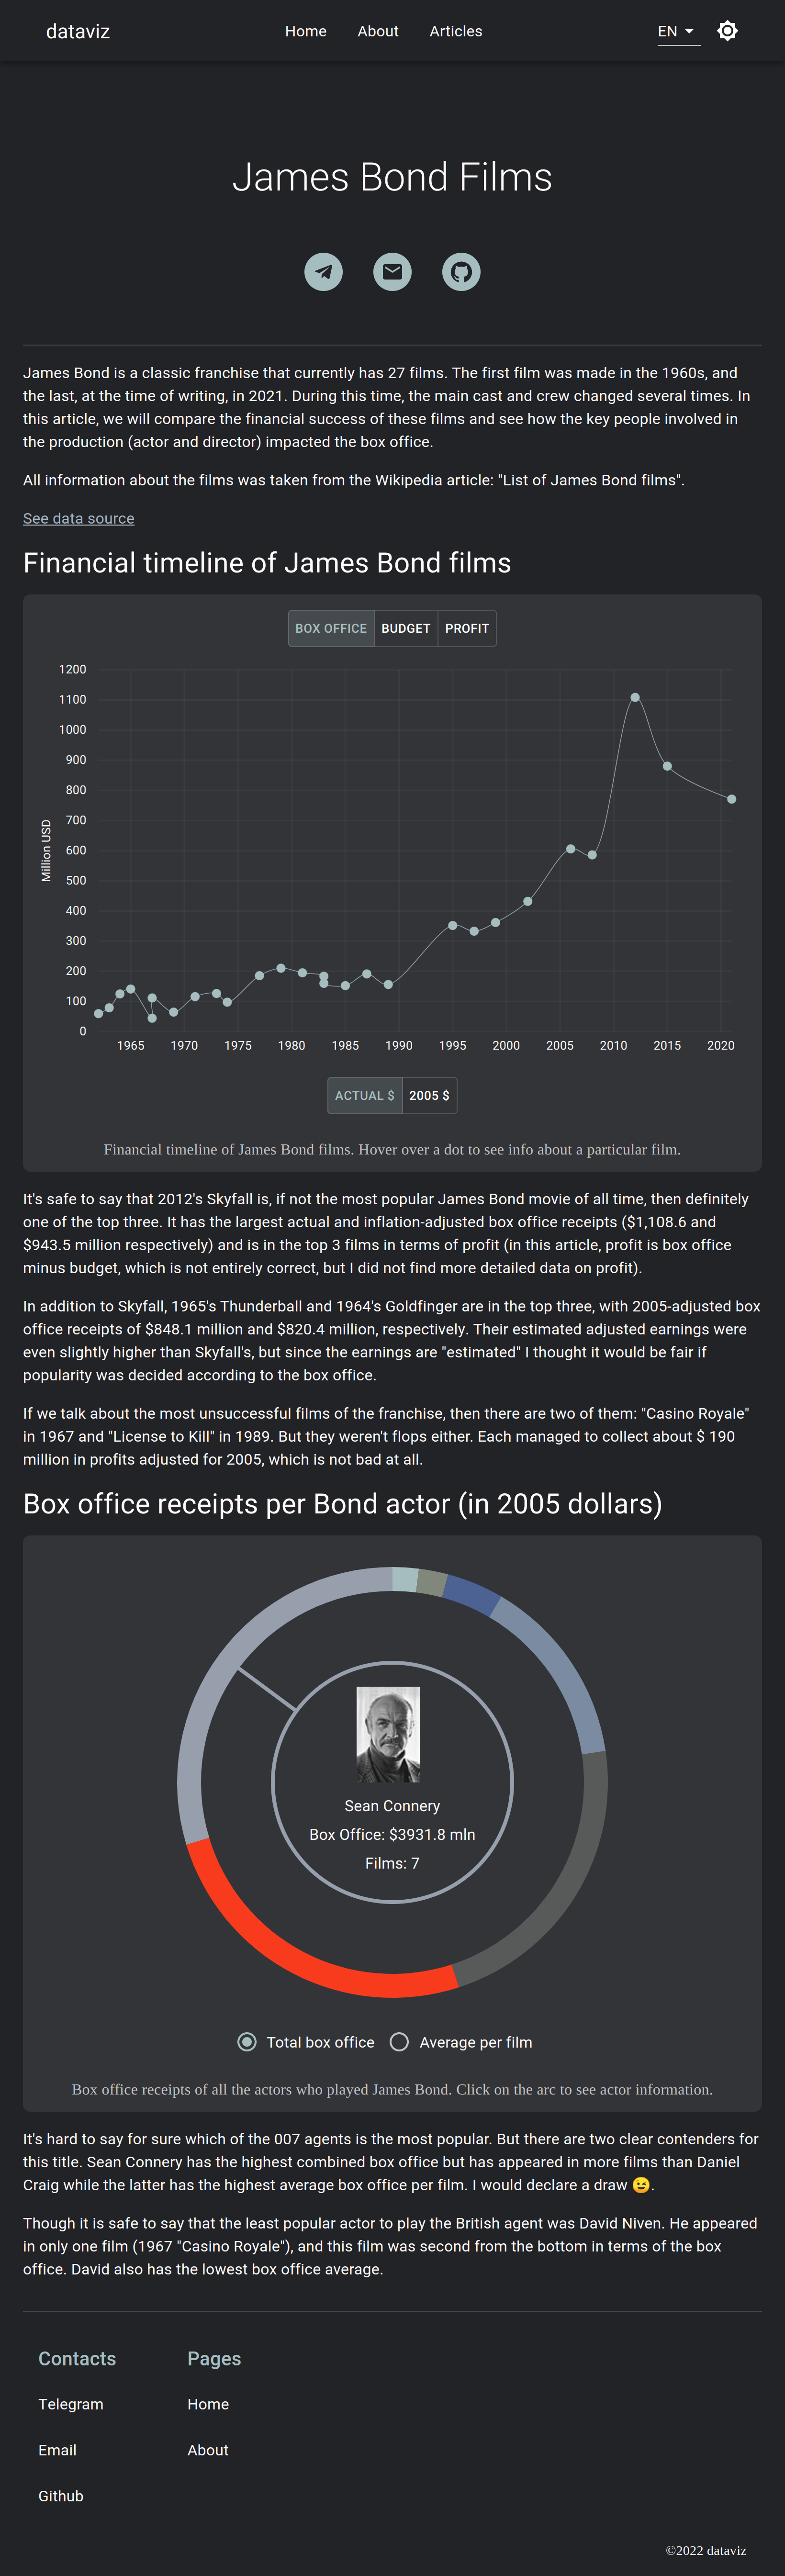 dataviz
Home
About
Articles
EN
James Bond Films
James Bond is a classic franchise that currently has 27 films. The first film was made in the 1960s, and
the last, at the time of writing, in 2021. During this time, the main cast and crew changed several times. In
this article, we will compare the financial success of these films and see how the key people involved in
the production (actor and director) impacted the box office.
All information about the films was taken from the Wikipedia article: "List of James Bond films".
See data source
Financial timeline of James Bond films
BOX OFFICE
BUDGET
PROFIT
1200
1100
1000
900
800
700
600
500
400
300
200
100
0
Million USD
1965
1970
1975
1980
1985
1990
1995
2000
2005
2010
2015
2020
ACTUAL $
2005 $
Financial timeline of James Bond films. Hover over a dot to see info about a particular film.
It's safe to say that 2012's Skyfall is, if not the most popular James Bond movie of all time, then definitely
one of the top three. It has the largest actual and inflation-adjusted box office receipts ($1,108.6 and
$943.5 million respectively) and is in the top 3 films in terms of profit (in this article, profit is box office
minus budget, which is not entirely correct, but I did not find more detailed data on profit).
In addition to Skyfall, 1965's Thunderball and 1964's Goldfinger are in the top three, with 2005-adjusted box
office receipts of $848.1 million and $820.4 million, respectively. Their estimated adjusted earnings were
even slightly higher than Skyfall's, but since the earnings are "estimated" I thought it would be fair if
popularity was decided according to the box office.
If we talk about the most unsuccessful films of the franchise, then there are two of them: "Casino Royale"
in 1967 and "License to Kill" in 1989. But they weren't flops either. Each managed to collect about $ 190
million in profits adjusted for 2005, which is not bad at all.
Box office receipts per Bond actor (in 2005 dollars)
Sean Connery
Box Office: $3931.8 mln
Films: 7
Total box office
Average per film
Box office receipts of all the actors who played James Bond. Click on the arc to see actor information.
It's hard to say for sure which of the 007 agents is the most popular. But there are two clear contenders for
this title. Sean Connery has the highest combined box office but has appeared in more films than Daniel
Craig while the latter has the highest average box office per film. I would declare a draw 😉.
Though it is safe to say that the least popular actor to play the British agent was David Niven. He appeared
in only one film (1967 "Casino Royale"), and this film was second from the bottom in terms of the box
office. David also has the lowest box office average.
Contacts
Telegram
Email
Github
Pages
Home
About
©2022 dataviz